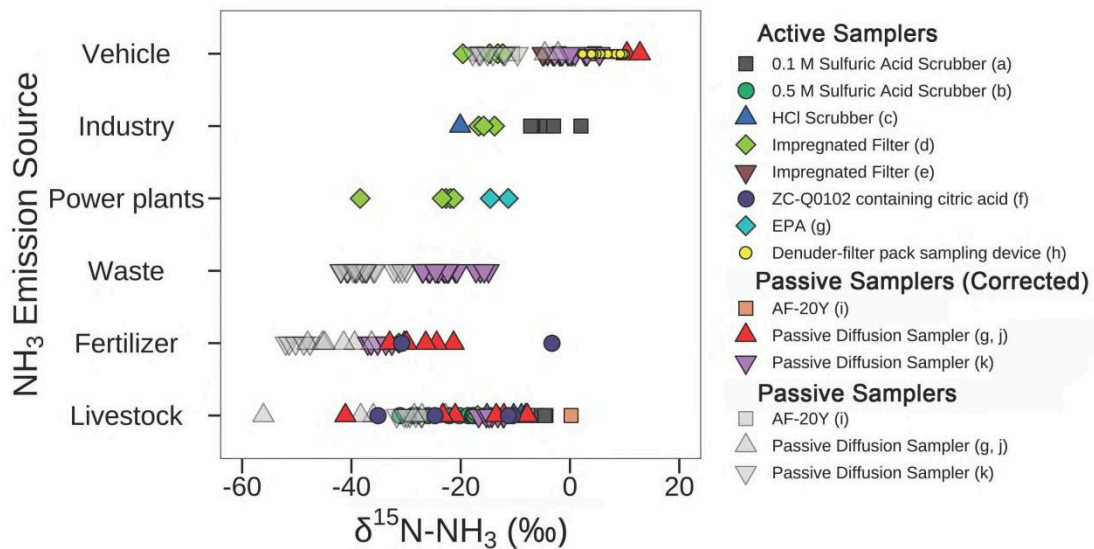 NH3 Emission Source
Vehicle
Industry
Power plants
Waste
Fertilizer
Livestock
-60
-40
-20
0
20
δ15N-NH3 (‰)
Active Samplers
0.1 M Sulfuric Acid Scrubber (a)
0.5 M Sulfuric Acid Scrubber (b)
HCl Scrubber (c)
Impregnated Filter (d)
Impregnated Filter (e)
ZC-Q0102 containing citric acid (f)
EPA (g)
Denuder-filter pack sampling device (h)
Passive Samplers (Corrected)
AF-20Y (i)
Passive Diffusion Sampler (g, j)
Passive Diffusion Sampler (k)
Passive Samplers
AF-20Y (i)
Passive Diffusion Sampler (g, j)
Passive Diffusion Sampler (k)